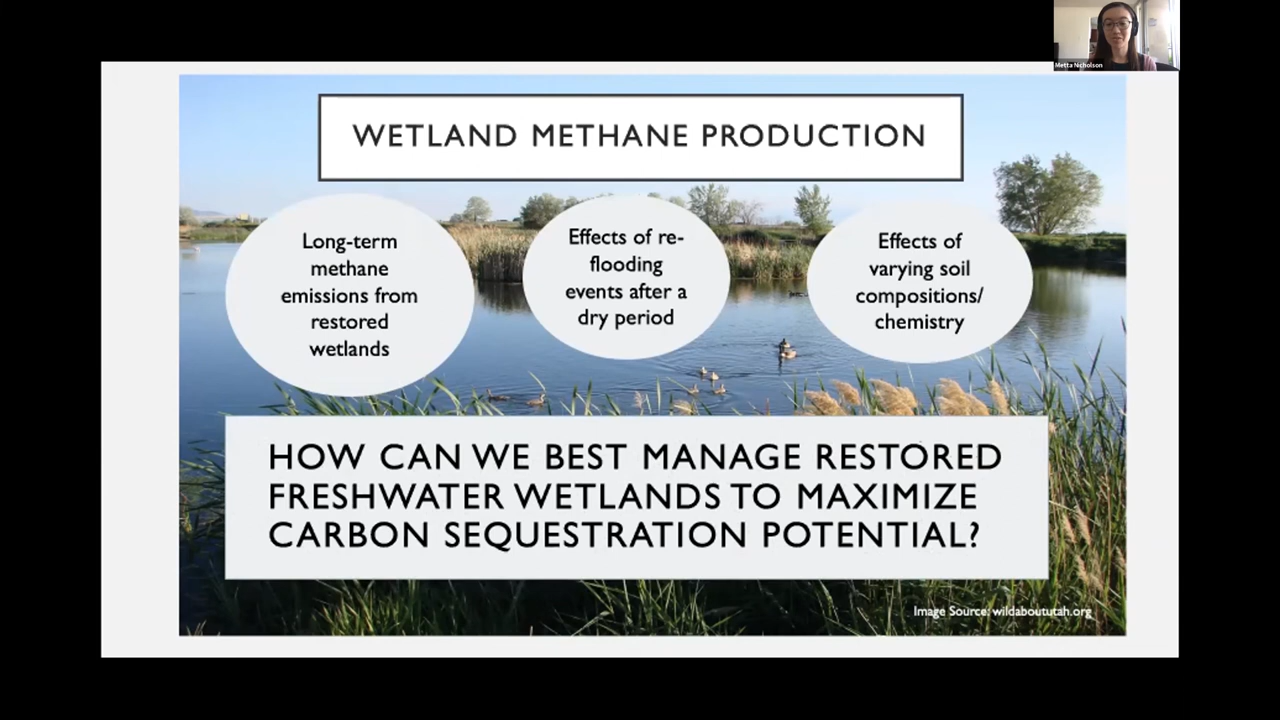 Metta Nicholson
WETLAND METHANE PRODUCTION
Long-term
methane
emissions from
restored
wetlands
Effects of re-
flooding
events after a
dry period
Effects of
varying soil
compositions/
chemistry
HOW CAN WE BEST MANAGE RESTORED
FRESHWATER WETLANDS TO MAXIMIZE
CARBON SEQUESTRATION POTENTIAL?
Image Source: wildaboututah.org